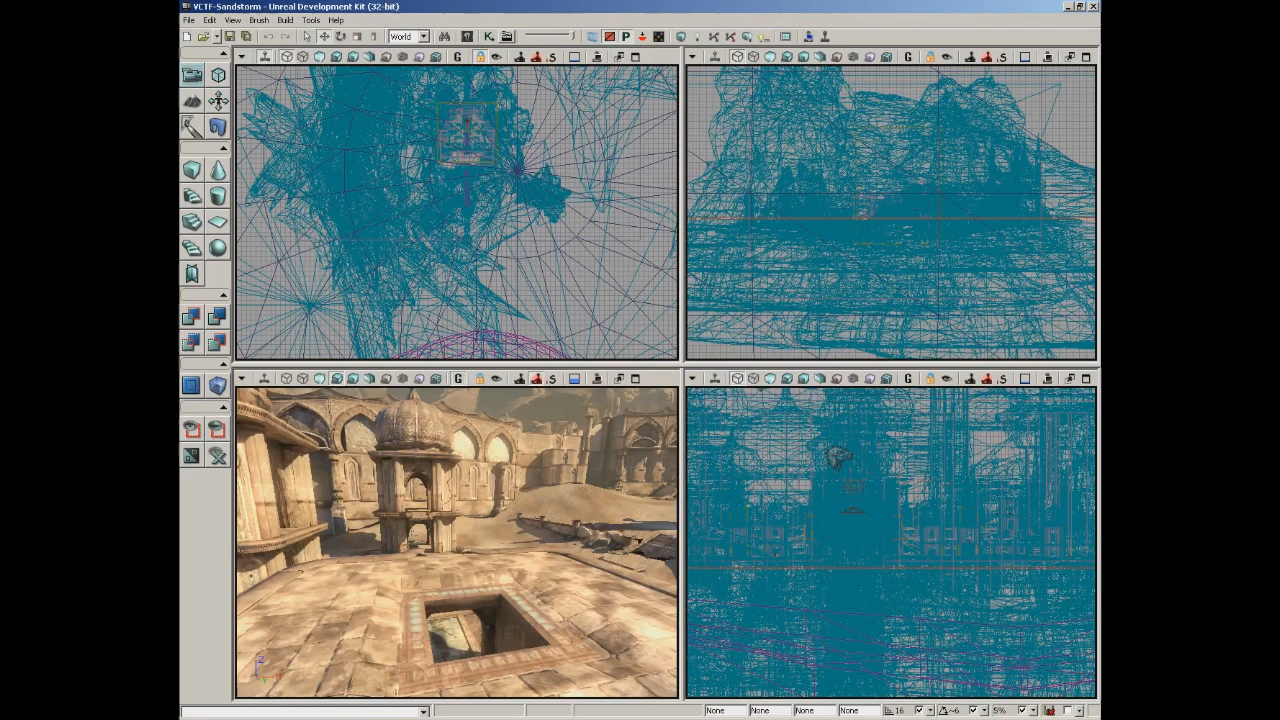 VCTF-Sandstorm - Unreal Development Kit (32-bit)
File Edit View Brush Build Tools Help
World
P
K
G
S
G
S
G
S
G
S
Z
None None None None 16 ~6 5%